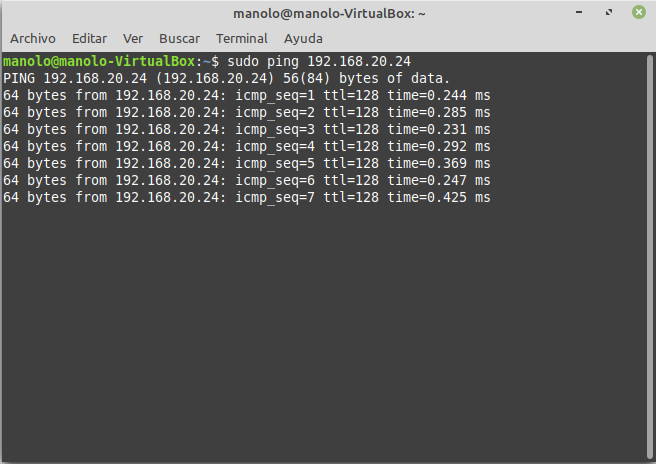 manolo@manolo-VirtualBox: ~
Archivo Editar Ver Buscar Terminal Ayuda
manolo@manolo-VirtualBox:~$ sudo ping 192.168.20.24
PING 192.168.20.24 (192.168.20.24) 56(84) bytes of data.
64 bytes from 192.168.20.24: icmp_seq=1 ttl=128 time=0.244 ms
64 bytes from 192.168.20.24: icmp_seq=2 ttl=128 time=0.285 ms
64 bytes from 192.168.20.24: icmp_seq=3 ttl=128 time=0.231 ms
64 bytes from 192.168.20.24: icmp_seq=4 ttl=128 time=0.292 ms
64 bytes from 192.168.20.24: icmp_seq=5 ttl=128 time=0.369 ms
64 bytes from 192.168.20.24: icmp_seq=6 ttl=128 time=0.247 ms
64 bytes from 192.168.20.24: icmp_seq=7 ttl=128 time=0.425 ms